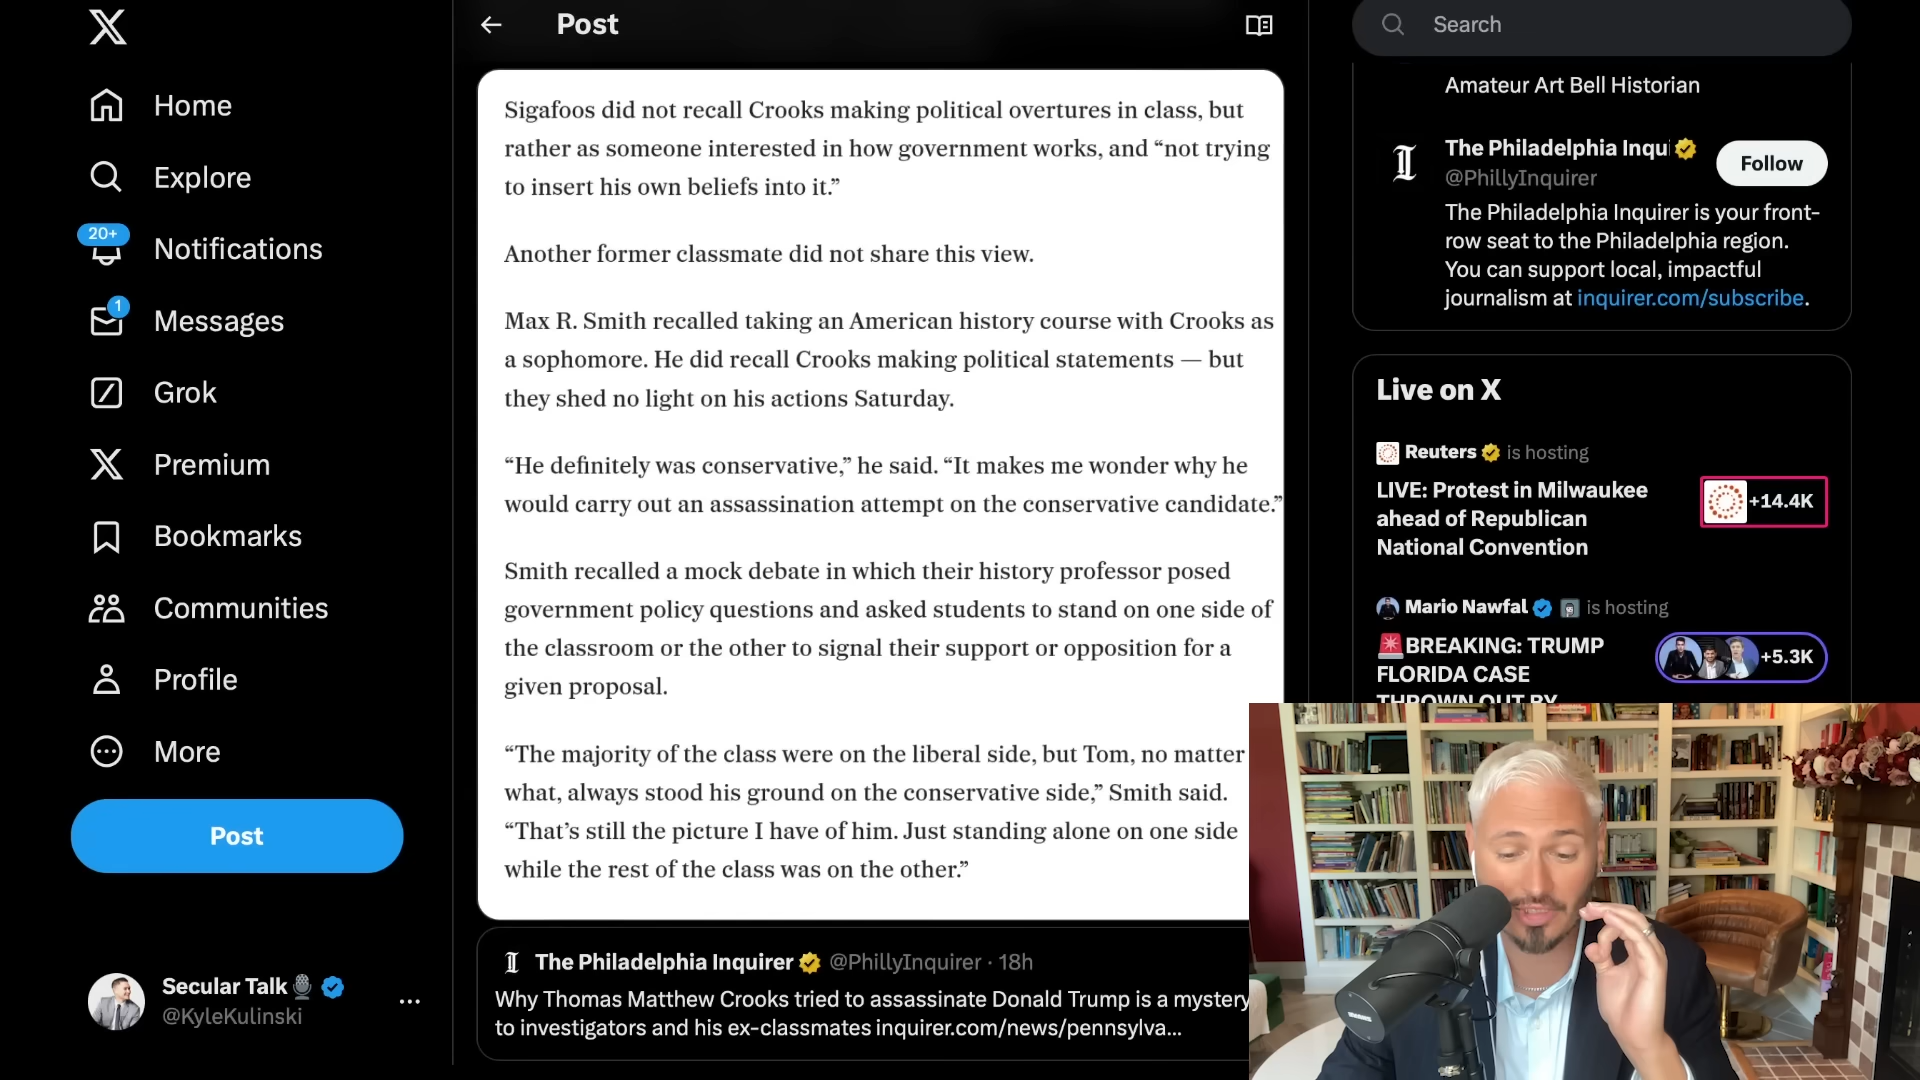 Home
Explore
20+
Notifications
1
Messages
Grok
Premium
Bookmarks
Communities
Profile
More
Post
Secular Talk
@KyleKulinski
Post
Sigafoos did not recall Crooks making political overtures in class, but
rather as someone interested in how government works, and “not trying
to insert his own beliefs into it.”
Another former classmate did not share this view.
Max R. Smith recalled taking an American history course with Crooks as
a sophomore. He did recall Crooks making political statements — but
they shed no light on his actions Saturday.
“He definitely was conservative,” he said. “It makes me wonder why he
would carry out an assassination attempt on the conservative candidate.”
Smith recalled a mock debate in which their history professor posed
government policy questions and asked students to stand on one side of
the classroom or the other to signal their support or opposition for a
given proposal.
“The majority of the class were on the liberal side, but Tom, no matter
what, always stood his ground on the conservative side,” Smith said.
“That’s still the picture I have of him. Just standing alone on one side
while the rest of the class was on the other.”
The Philadelphia Inquirer @PhillyInquirer · 18h
Why Thomas Matthew Crooks tried to assassinate Donald Trump is a mystery
to investigators and his ex-classmates inquirer.com/news/pennsylva...
Search
Amateur Art Bell Historian
The Philadelphia Inqui
@PhillyInquirer
Follow
The Philadelphia Inquirer is your front-
row seat to the Philadelphia region.
You can support local, impactful
journalism at inquirer.com/subscribe.
Live on X
Reuters is hosting
LIVE: Protest in Milwaukee
ahead of Republican
National Convention
+14.4K
Mario Nawfal is hosting
BREAKING: TRUMP
FLORIDA CASE
THROWN OUT BY
+5.3K